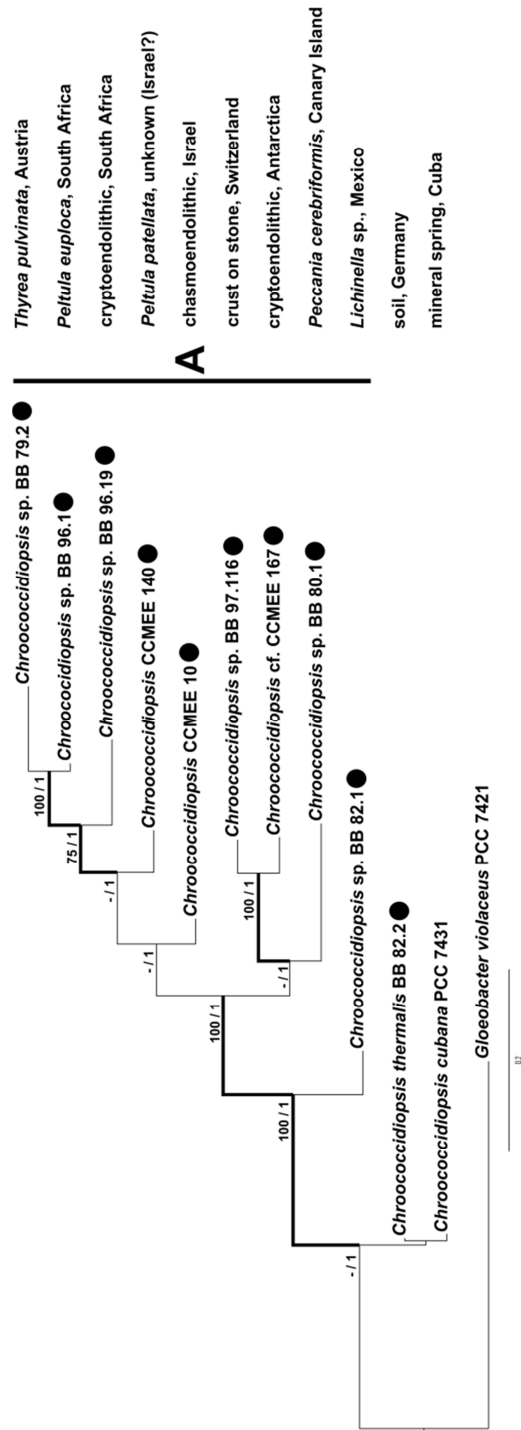 Chroococcidiopsis sp. BB 79.2
Thyrea pulvinata, Austria
100 / 1
Chroococidiopsis sp. BB 96.1
Peltula euploca, South Africa
75 / 1
Chroococcidiopsis sp. BB 96.19
cryptoendolithic, South Africa
- / 1
Chroococcidiopsis CCMEE 140
Peltula patellata, unknown (Israel?)
- / 1
Chroococcidiopsis CCMEE 10
chasmoendolithic, Israel
A
100 / 1
Chroococcidiopsis sp. BB 97.116
crust on stone, Switzerland
100 / 1
Chroococcidiopsis cf. CCMEE 167
cryptoendolithic, Antarctica
- / 1
Chroococcidiopsis sp. BB 80.1
Peccania cerebriformis, Canary Island
100 / 1
Chroococcidiopsis sp. BB 82.1
Lichinella sp., Mexico
- / 1
Chroococcidiopsis thermalis BB 82.2
soil, Germany
Chroococcidiopsis cubana PCC 7431
mineral spring, Cuba
Gloeobacter violaceus PCC 7421
0.2